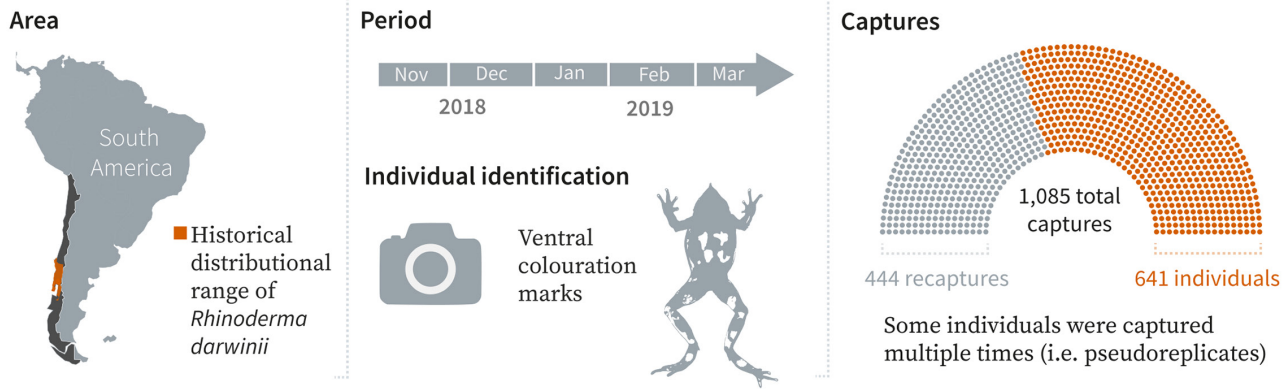 Area
South
America
Historical
distributional
range of
Rhinoderma
darwinii
Period
Nov Dec Jan Feb Mar
2018 2019
Individual identification
Ventral
colouration
marks
Captures
1,085 total
captures
444 recaptures 641 individuals
Some individuals were captured
multiple times (i.e. pseudoreplicates)